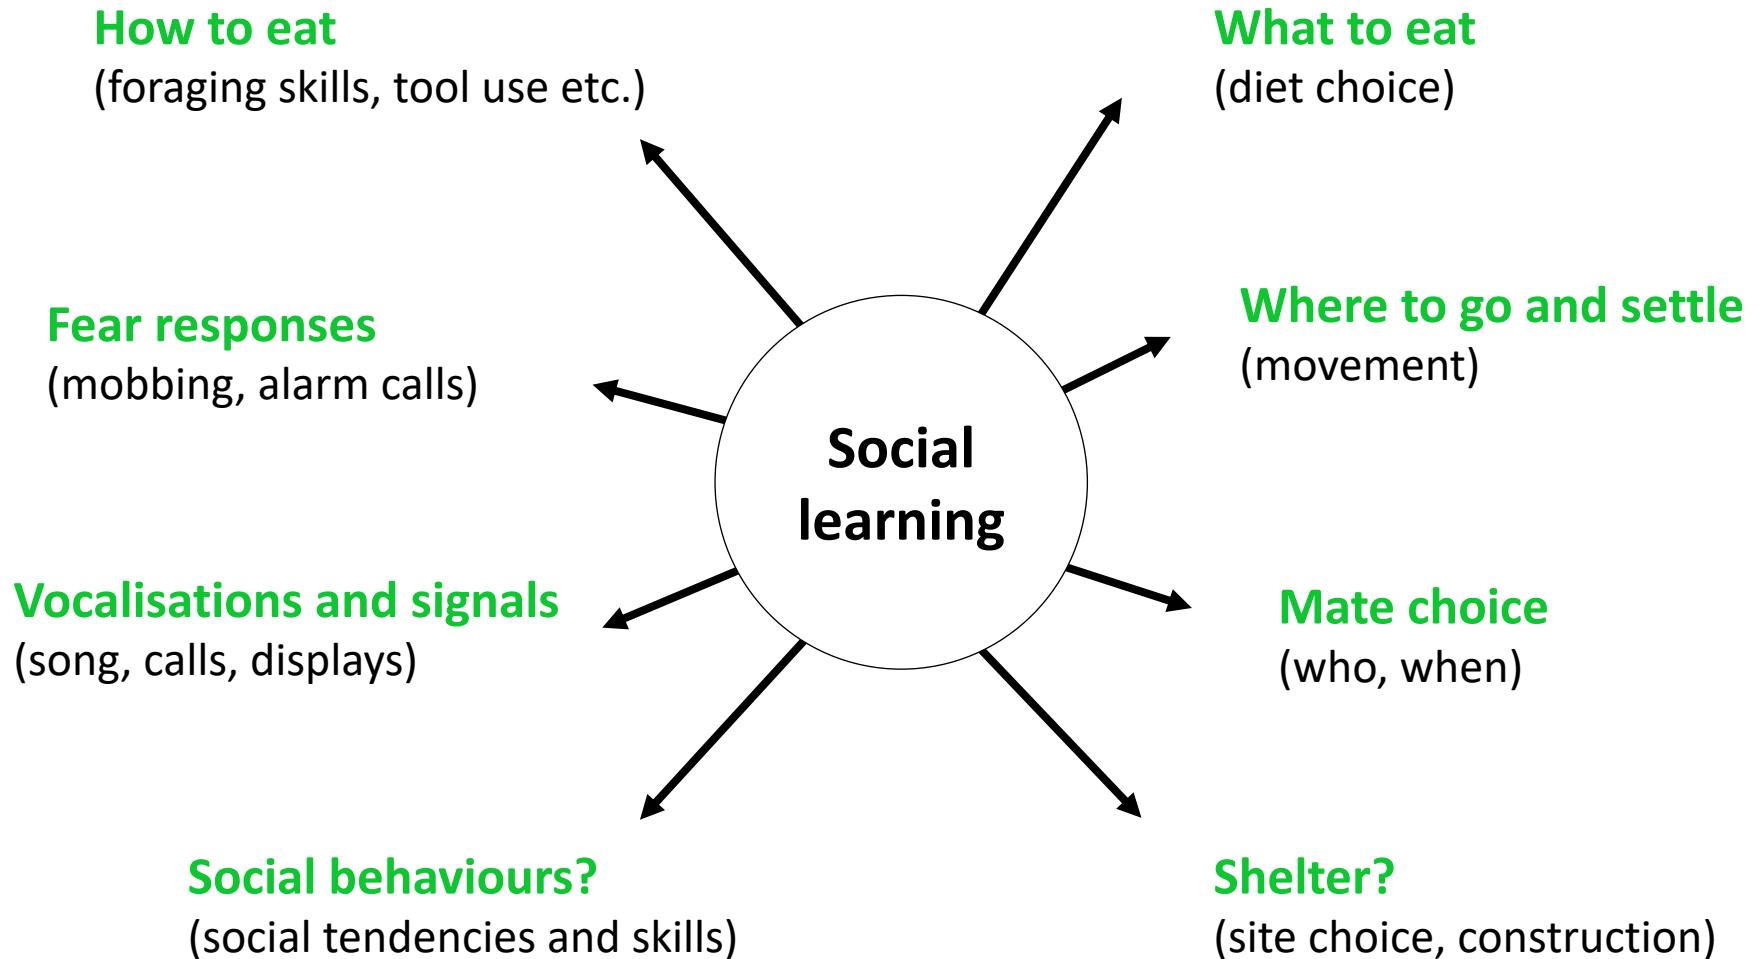 How to eat
(foraging skills, tool use etc.)
What to eat
(diet choice)
Fear responses
(mobbing, alarm calls)
Where to go and settle
(movement)
Social
learning
Vocalisations and signals
(song, calls, displays)
Mate choice
(who, when)
Social behaviours?
(social tendencies and skills)
Shelter?
(site choice, construction)